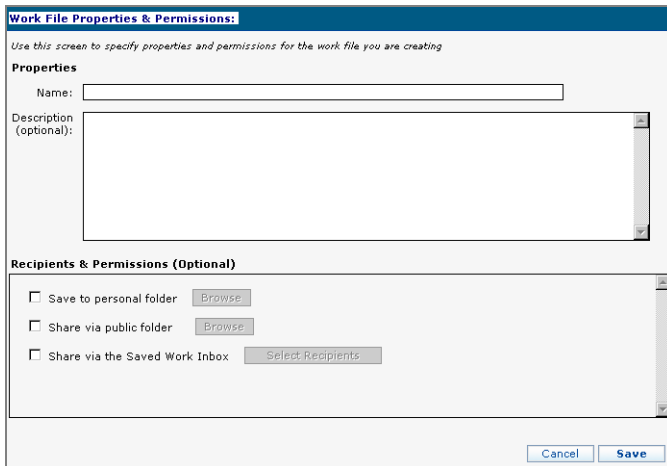 Work File Properties & Permissions:
Use this screen to specify properties and permissions for the work file you are creating
Properties
Name:
Description
(optional):
Recipients & Permissions (Optional)
Save to personal folder Browse
Share via public folder Browse
Share via the Saved Work Inbox Select Recipients
Cancel Save